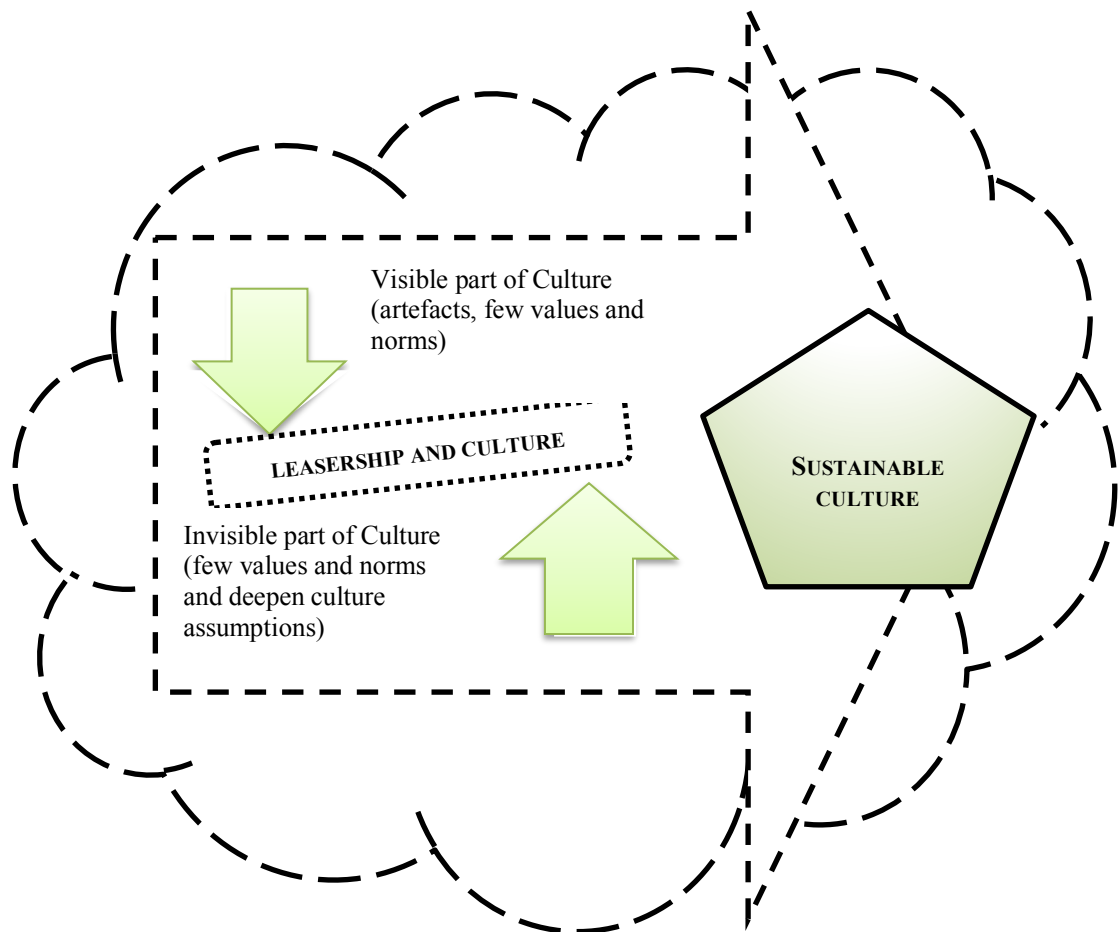 Visible part of Culture
(artefacts, few values and
norms)
LEASERSHIP AND CULTURE
Invisible part of Culture
(few values and norms
and deepen culture
assumptions)
SUSTAINABLE
CULTURE